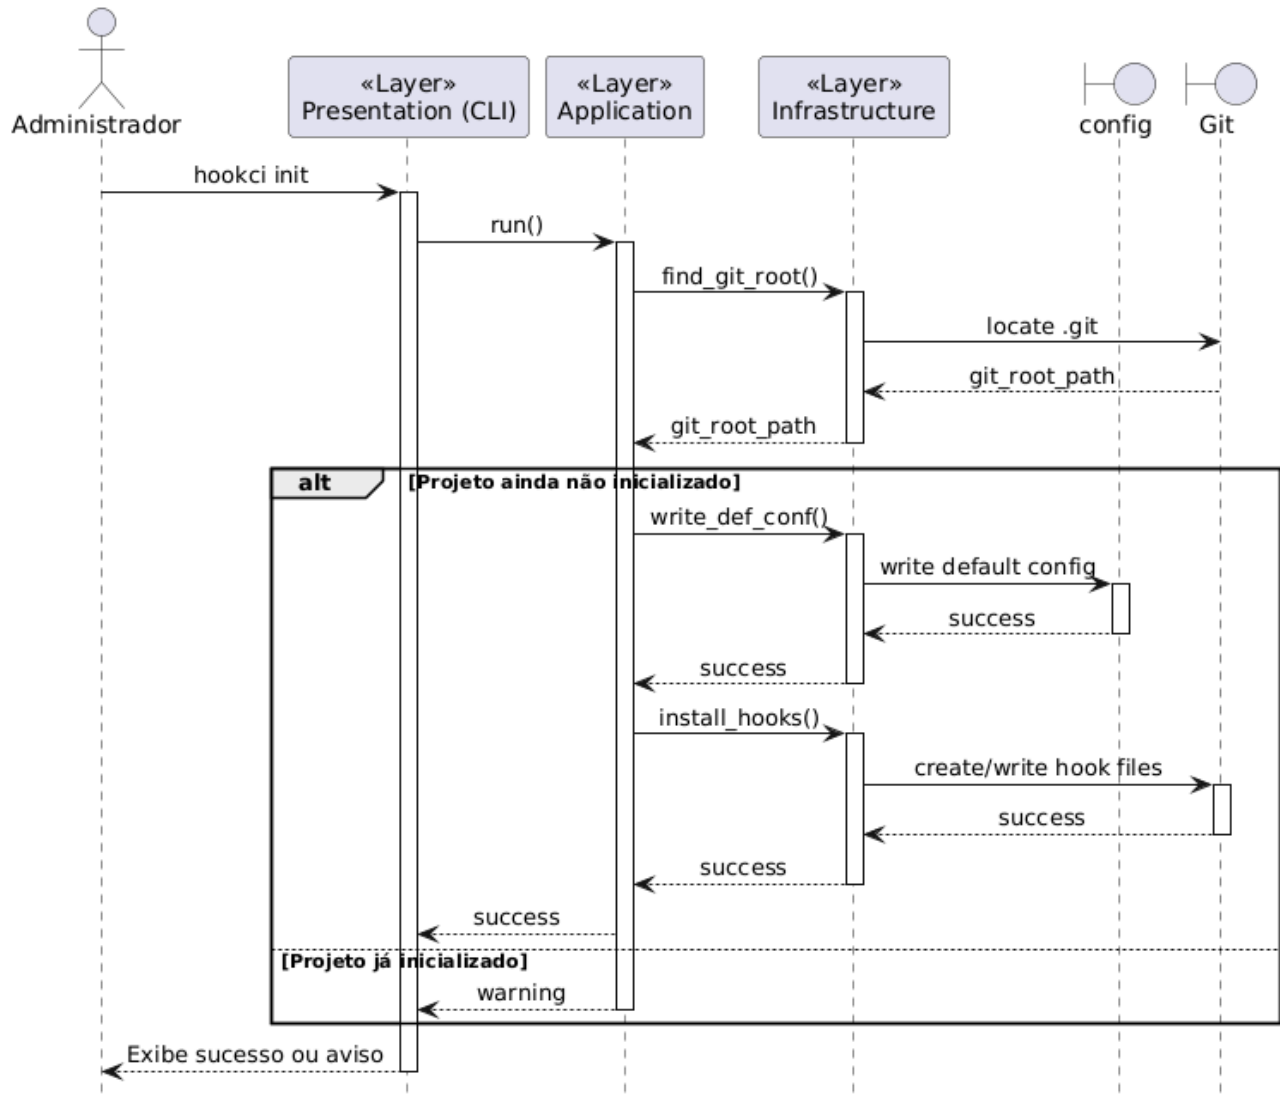 Administrador
«Layer»
Presentation (CLI)
«Layer»
Application
«Layer»
Infrastructure
config
Git
hookci init
run()
find_git_root()
locate .git
git_root_path
git_root_path
alt
[Projeto ainda não inicializado]
write_def_conf()
write default config
success
success
install_hooks()
create/write hook files
success
success
success
[Projeto já inicializado]
warning
Exibe sucesso ou aviso